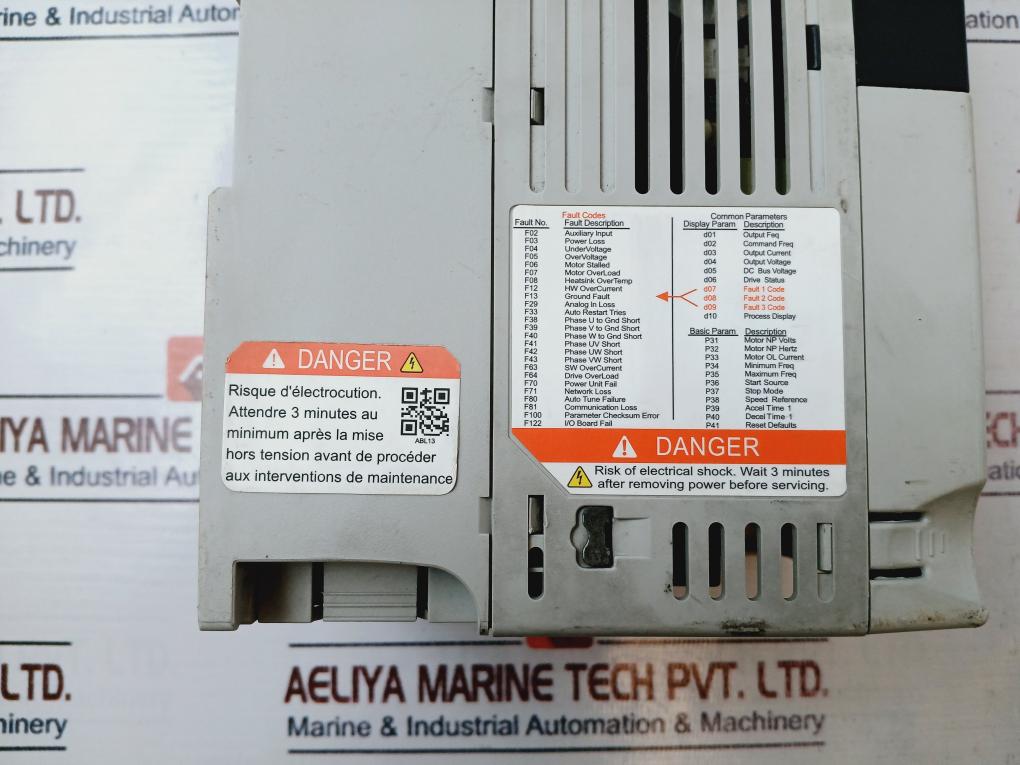 rine & Industrial Autor
ation
LTD.
hinery
IYA MARINE
e & Industrial
DANGER
Risque d'électrocution.
Attendre 3 minutes au
minimum après la mise
hors tension avant de procéder
aux interventions de maintenance
ABL13
Fault Codes
Fault No. Fault Description
F02 Auxiliary Input
F03 Power Loss
F04 UnderVoltage
F05 OverVoltage
F06 Motor Stalled
F07 Motor OverLoad
F08 Heatsink OverTemp
F12 HW OverCurrent
F13 Ground Fault
F29 Analog In Loss
F33 Auto Restart Tries
F38 Phase U to Gnd Short
F39 Phase V to Gnd Short
F40 Phase W to Gnd Short
F41 Phase UV Short
F42 Phase UW Short
F43 Phase VW Short
F63 SW OverCurrent
F64 Drive OverLoad
F70 Power Unit Fail
F71 Network Loss
F80 Auto Tune Failure
F81 Communication Loss
F100 Parameter Checksum Error
F122 I/O Board Fail
Common Parameters
Display Param Description
d01 Output Feq
d02 Command Freq
d03 Output Current
d04 Output Voltage
d05 DC Bus Voltage
d06 Drive Status
d07 Fault 1 Code
d08 Fault 2 Code
d09 Fault 3 Code
d10 Process Display
Basic Param Description
P31 Motor NP Volts
P32 Motor NP Hertz
P33 Motor OL Current
P34 Minimum Freq
P35 Maximum Freq
P36 Start Source
P37 Stop Mode
P38 Speed Reference
P39 Accel Time 1
P40 Decel Time 1
P41 Reset Defaults
DANGER
Risk of electrical shock. Wait 3 minutes
after removing power before servicing.
LTD.
hinery
AELIYA MARINE TECH PVT. LTD.
Marine & Industrial Automation & Machinery